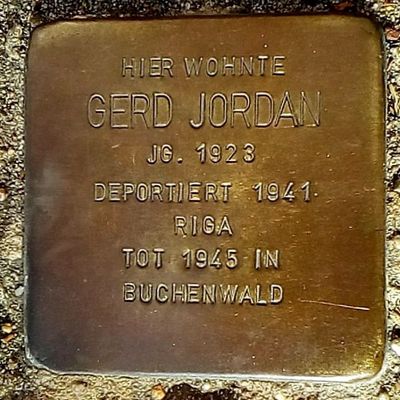 HIER WOHNTE
GERD JORDAN
JG. 1923
DEPORTIERT 1941
RIGA
TOT 1945 IN
BUCHENWALD